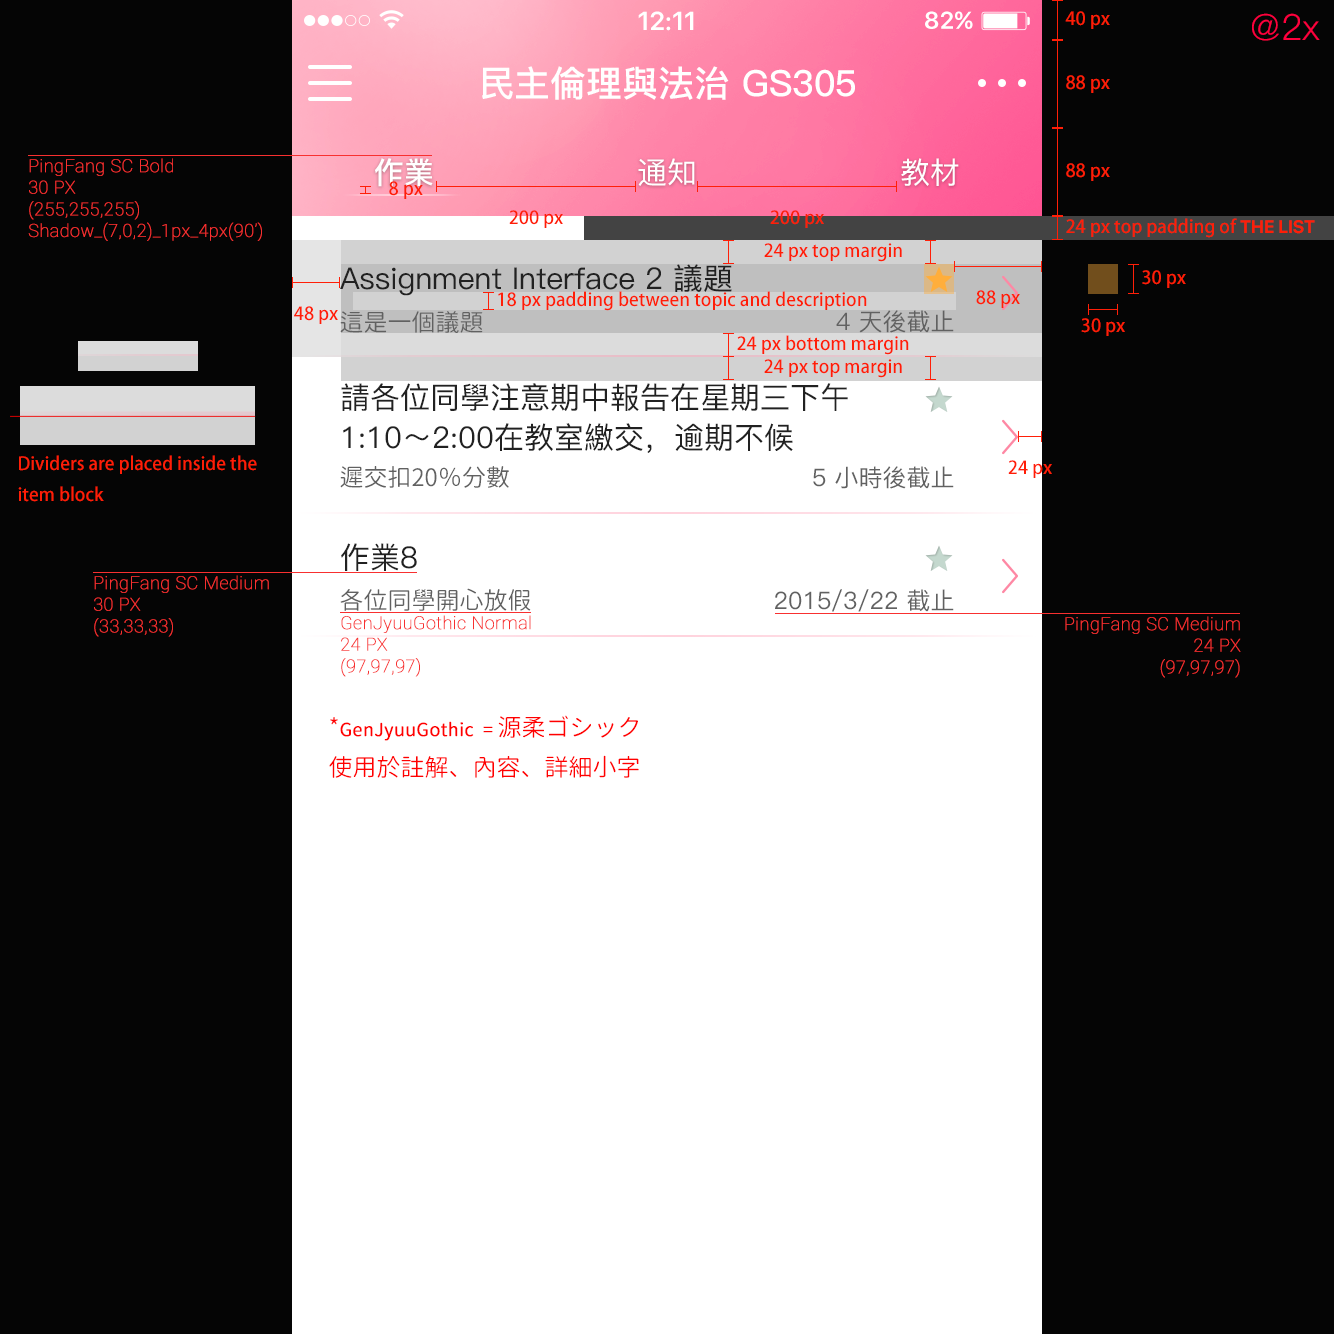 12:11
82%
40 px
@2x
民主倫理與法治 GS305
88 px
PingFang SC Bold
30 PX
(255,255,255)
Shadow_(7,0,2)_1px_4px(90')
作業
通知
教材
88 px
8 px
200 px
200 px
24 px top padding of THE LIST
24 px top margin
Assignment Interface 2 議題
30 px
18 px padding between topic and description
88 px
48 px
這是一個議題
4 天後截止
30 px
24 px bottom margin
24 px top margin
請各位同學注意期中報告在星期三下午
1:10～2:00在教室繳交，逾期不候
24 px
遲交扣20%分數
5 小時後截止
Dividers are placed inside the
item block
作業8
PingFang SC Medium
30 PX
(33,33,33)
各位同學開心放假
2015/3/22 截止
GenJyuuGothic Normal
24 PX
(97,97,97)
PingFang SC Medium
24 PX
(97,97,97)
*GenJyuuGothic = 源柔ゴシック
使用於註解、內容、詳細小字